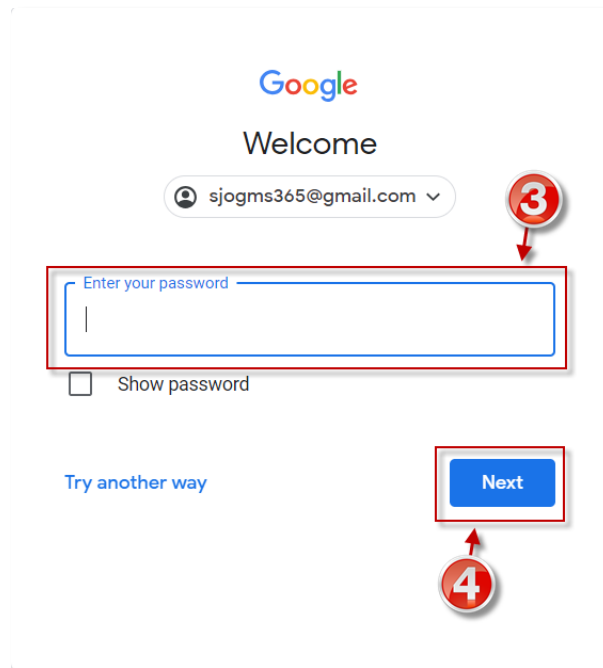 Google
Welcome
sjogms365@gmail.com
3
Enter your password
Show password
Try another way
Next
4